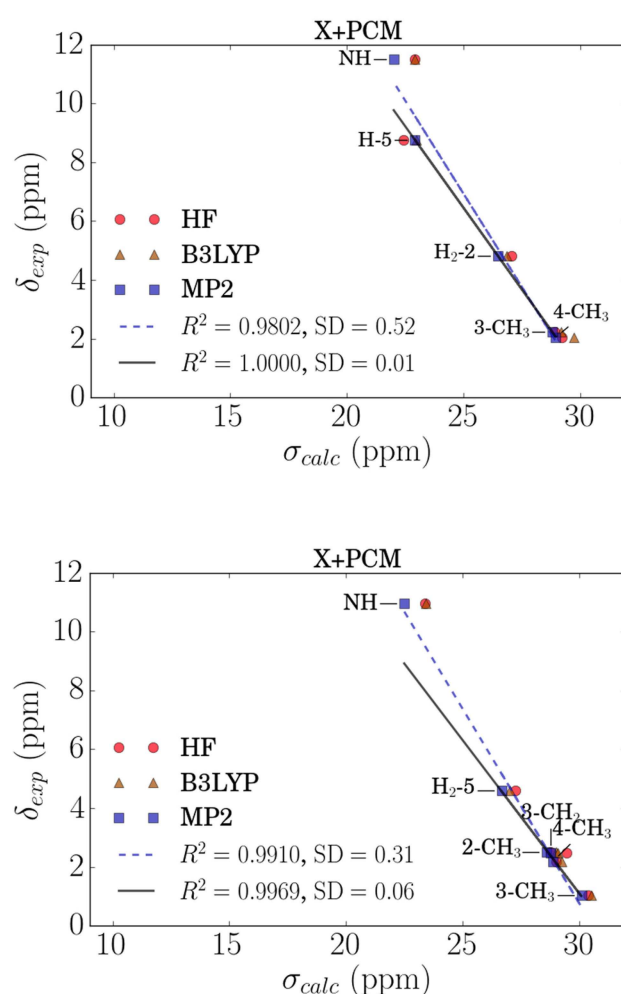 X+PCM
12
10
8
6
4
2
0
δexp (ppm)
NH
H-5
H₂-2
3-CH₃
4-CH₃
HF
B3LYP
MP2
R² = 0.9802, SD = 0.52
R² = 1.0000, SD = 0.01
10 15 20 25 30
σcalc (ppm)
X+PCM
12
10
8
6
4
2
0
δexp (ppm)
NH
H₂-5
3-CH₂
4-CH₃
2-CH₃
3-CH₃
HF
B3LYP
MP2
R² = 0.9910, SD = 0.31
R² = 0.9969, SD = 0.06
10 15 20 25 30
σcalc (ppm)